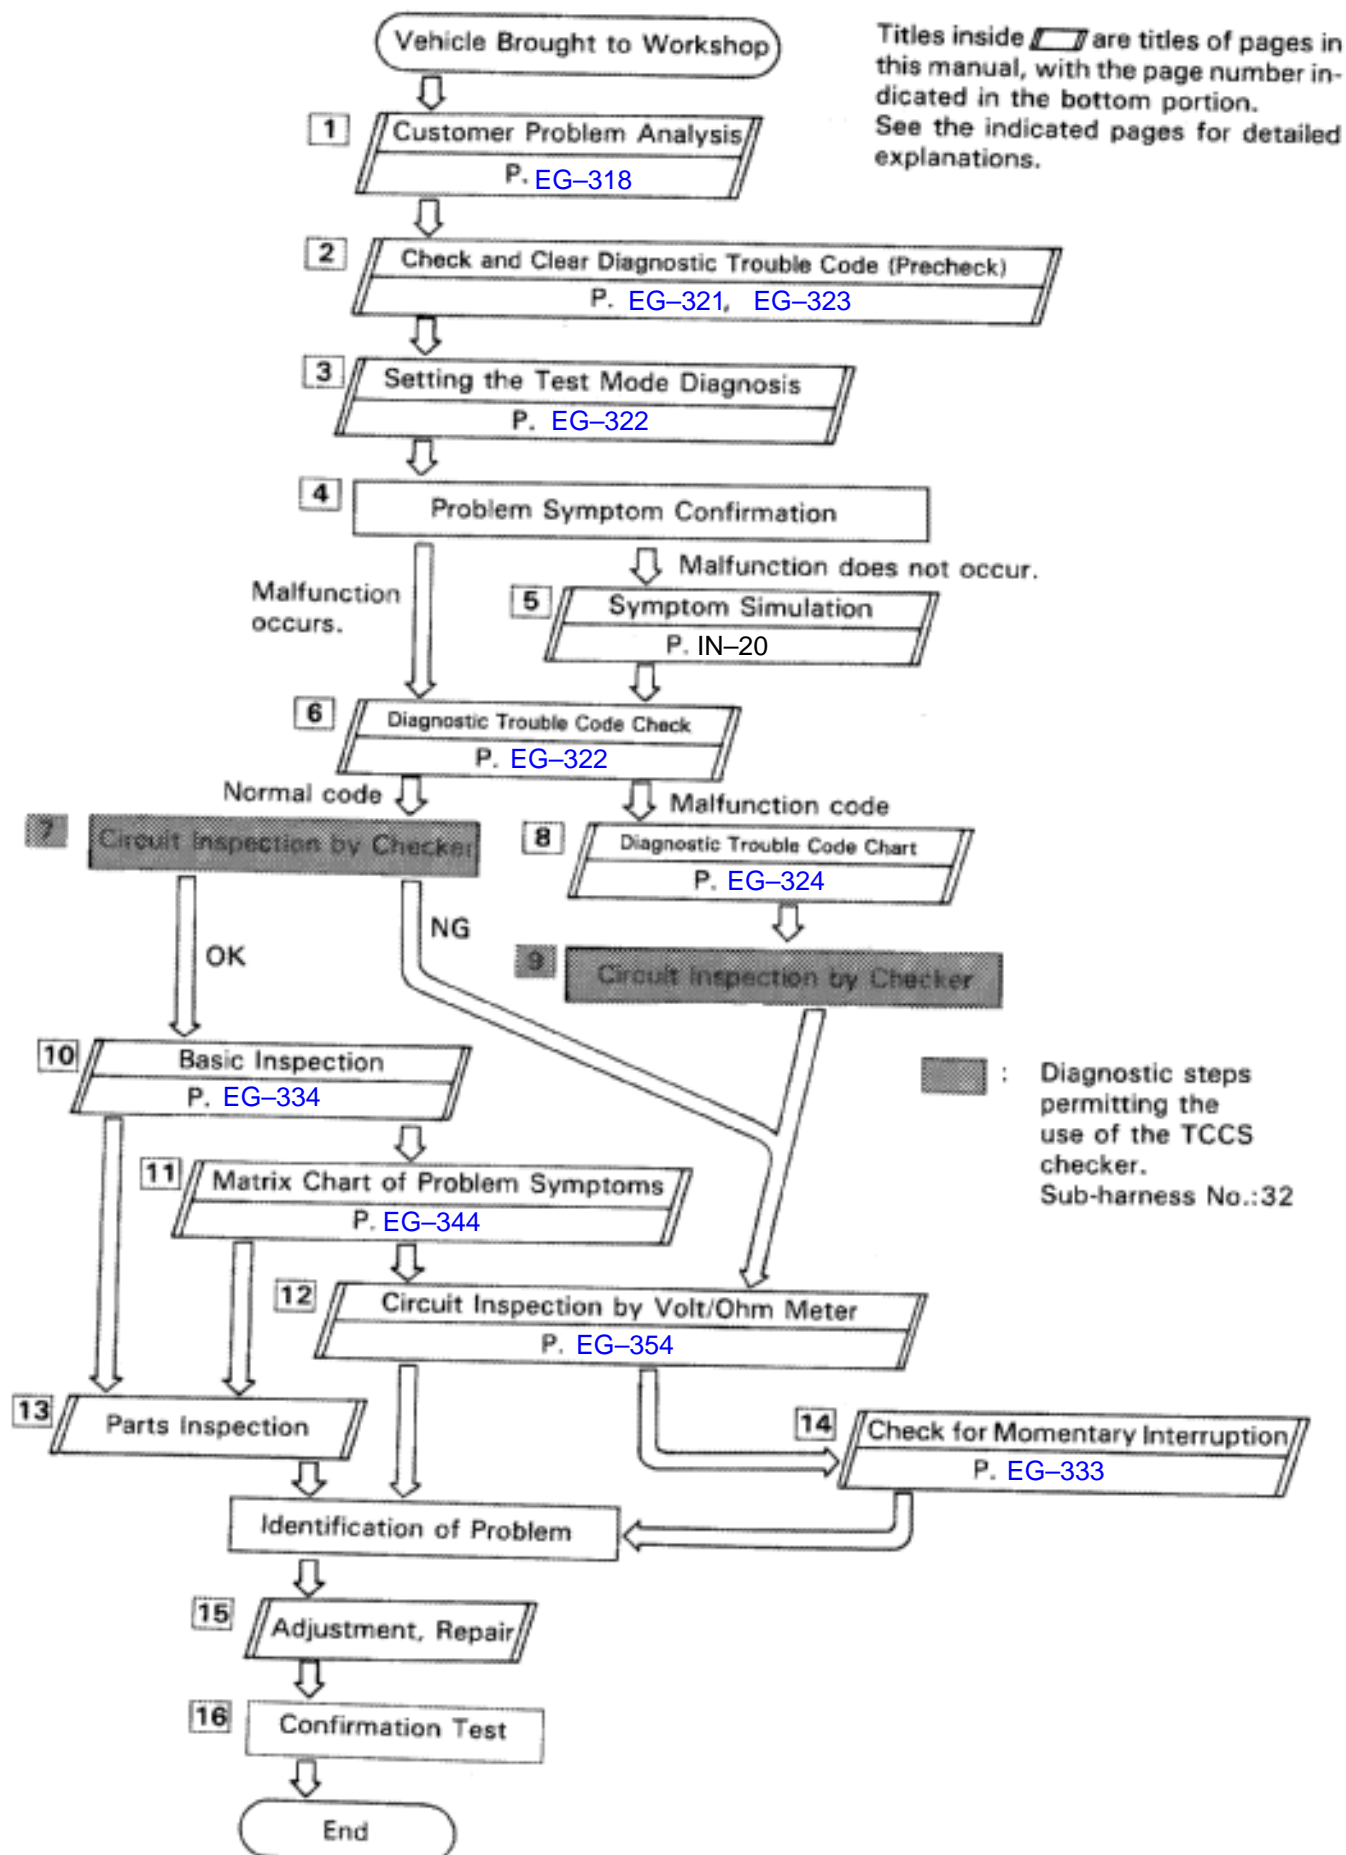 Vehicle Brought to Workshop
Titles inside are titles of pages in
this manual, with the page number in-
dicated in the bottom portion.
See the indicated pages for detailed
explanations.
1
Customer Problem Analysis
P. EG–318
2
Check and Clear Diagnostic Trouble Code (Precheck)
P. EG–321, EG–323
3
Setting the Test Mode Diagnosis
P. EG–322
4
Problem Symptom Confirmation
Malfunction
occurs.
Malfunction does not occur.
5
Symptom Simulation
P. IN–20
6
Diagnostic Trouble Code Check
P. EG–322
Normal code
Malfunction code
7
Circuit Inspection by Checker
8
Diagnostic Trouble Code Chart
P. EG–324
OK
NG
9
Circuit Inspection by Checker
10
Basic Inspection
P. EG–334
: Diagnostic steps
permitting the
use of the TCCS
checker.
Sub-harness No.:32
11
Matrix Chart of Problem Symptoms
P. EG–344
12
Circuit Inspection by Volt/Ohm Meter
P. EG–354
13
Parts Inspection
14
Check for Momentary Interruption
P. EG–333
Identification of Problem
15
Adjustment, Repair
16
Confirmation Test
End